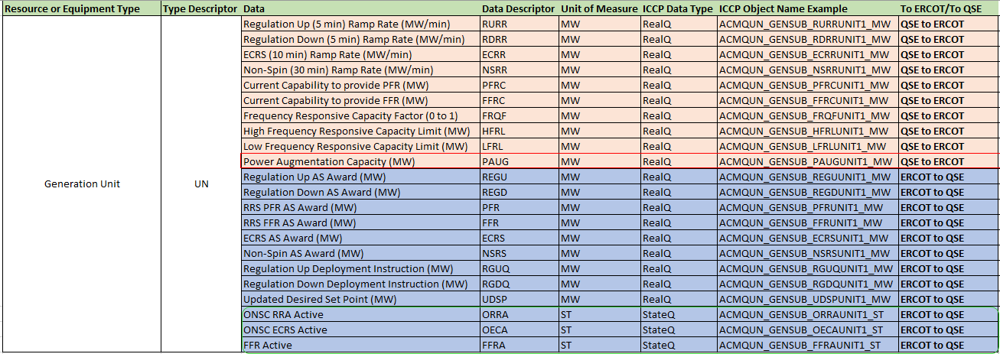 Resource or Equipment Type Type Descriptor Data Data Descriptor Unit of Measure ICCP Data Type ICCP Object Name Example To ERCOT/To QSE
Regulation Up (5 min) Ramp Rate (MW/min) RURR MW RealQ ACMQUN_GENSUB_RURRUNIT1_MW QSE to ERCOT
Regulation Down (5 min) Ramp Rate (MW/min) RDRR MW RealQ ACMQUN_GENSUB_RDRRUNIT1_MW QSE to ERCOT
ECRS (10 min) Ramp Rate (MW/min) ECRR MW RealQ ACMQUN_GENSUB_ECRRUNIT1_MW QSE to ERCOT
Non-Spin (30 min) Ramp Rate (MW/min) NSRR MW RealQ ACMQUN_GENSUB_NSRRUNIT1_MW QSE to ERCOT
Current Capability to provide PFR (MW) PFRC MW RealQ ACMQUN_GENSUB_PFRCUNIT1_MW QSE to ERCOT
Current Capability to provide FFR (MW) FFRC MW RealQ ACMQUN_GENSUB_FFRCUNIT1_MW QSE to ERCOT
Frequency Responsive Capacity Factor (0 to 1) FRQF MW RealQ ACMQUN_GENSUB_FRQFUNIT1_MW QSE to ERCOT
High Frequency Responsive Capacity Limit (MW) HFRL MW RealQ ACMQUN_GENSUB_HFRLUNIT1_MW QSE to ERCOT
Low Frequency Responsive Capacity Limit (MW) LFRL MW RealQ ACMQUN_GENSUB_LFRLUNIT1_MW QSE to ERCOT
Power Augmentation Capacity (MW) PAUG MW RealQ ACMQUN_GENSUB_PAUGUNIT1_MW QSE to ERCOT
Generation Unit UN Regulation Up AS Award (MW) REGU MW RealQ ACMQUN_GENSUB_REGUUNIT1_MW ERCOT to QSE
Regulation Down AS Award (MW) REGD MW RealQ ACMQUN_GENSUB_REGDUNIT1_MW ERCOT to QSE
RRS PFR AS Award (MW) PFR MW RealQ ACMQUN_GENSUB_PFRUNIT1_MW ERCOT to QSE
RRS FFR AS Award (MW) FFR MW RealQ ACMQUN_GENSUB_FFRUNIT1_MW ERCOT to QSE
ECRS AS Award (MW) ECRS MW RealQ ACMQUN_GENSUB_ECRSUNIT1_MW ERCOT to QSE
Non-Spin AS Award (MW) NSRS MW RealQ ACMQUN_GENSUB_NSRSUNIT1_MW ERCOT to QSE
Regulation Up Deployment Instruction (MW) RGUQ MW RealQ ACMQUN_GENSUB_RGUQUNIT1_MW ERCOT to QSE
Regulation Down Deployment Instruction (MW) RGDQ MW RealQ ACMQUN_GENSUB_RGDQUNIT1_MW ERCOT to QSE
Updated Desired Set Point (MW) UDSP MW RealQ ACMQUN_GENSUB_UDSPUNIT1_MW ERCOT to QSE
ONSC RRA Active ORRA ST StateQ ACMQUN_GENSUB_ORRAUNIT1_ST ERCOT to QSE
ONSC ECRS Active OECA ST StateQ ACMQUN_GENSUB_OECAUNIT1_ST ERCOT to QSE
FFR Active FFRA ST StateQ ACMQUN_GENSUB_FFRAUNIT1_ST ERCOT to QSE